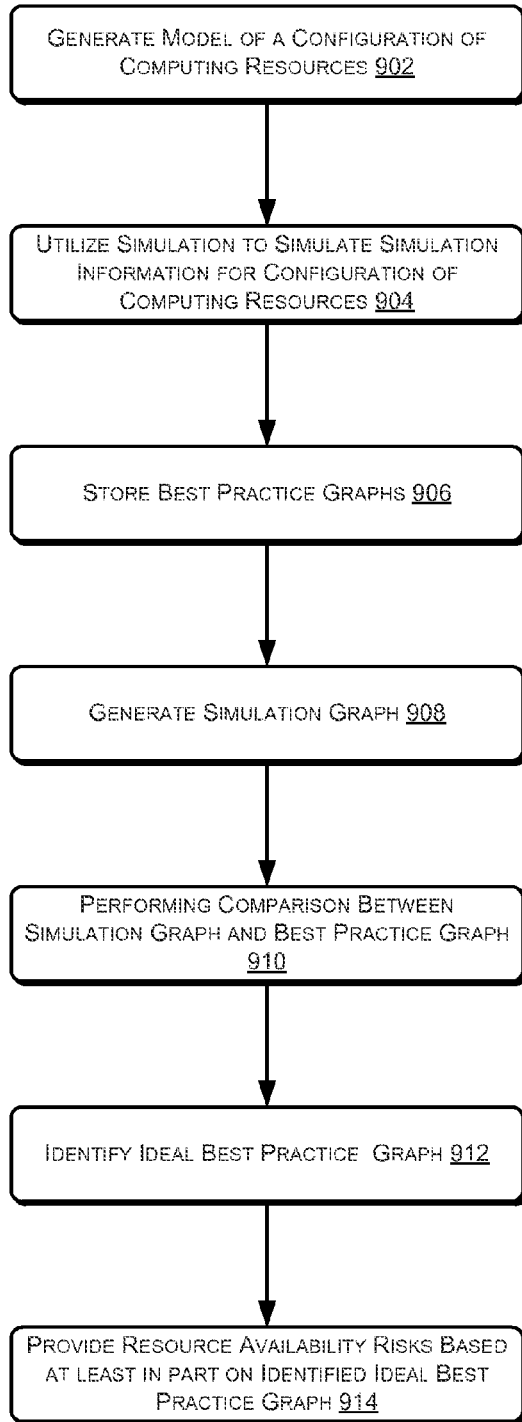 GENERATE MODEL OF A CONFIGURATION OF
COMPUTING RESOURCES 902
UTILIZE SIMULATION TO SIMULATE SIMULATION
INFORMATION FOR CONFIGURATION OF
COMPUTING RESOURCES 904
STORE BEST PRACTICE GRAPHS 906
GENERATE SIMULATION GRAPH 908
PERFORMING COMPARISON BETWEEN
SIMULATION GRAPH AND BEST PRACTICE GRAPH
910
IDENTIFY IDEAL BEST PRACTICE GRAPH 912
PROVIDE RESOURCE AVAILABILITY RISKS BASED
AT LEAST IN PART ON IDENTIFIED IDEAL BEST
PRACTICE GRAPH 914